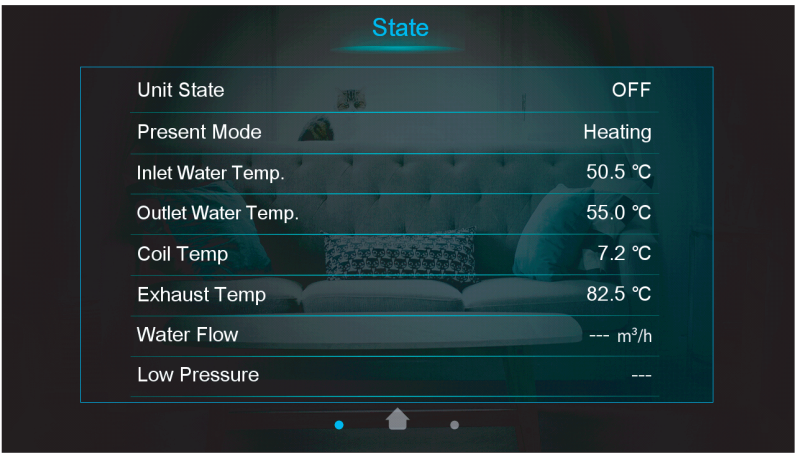 State
Unit State OFF
Present Mode Heating
Inlet Water Temp. 50.5 ℃
Outlet Water Temp. 55.0 ℃
Coil Temp 7.2 ℃
Exhaust Temp 82.5 ℃
Water Flow --- m³/h
Low Pressure ---